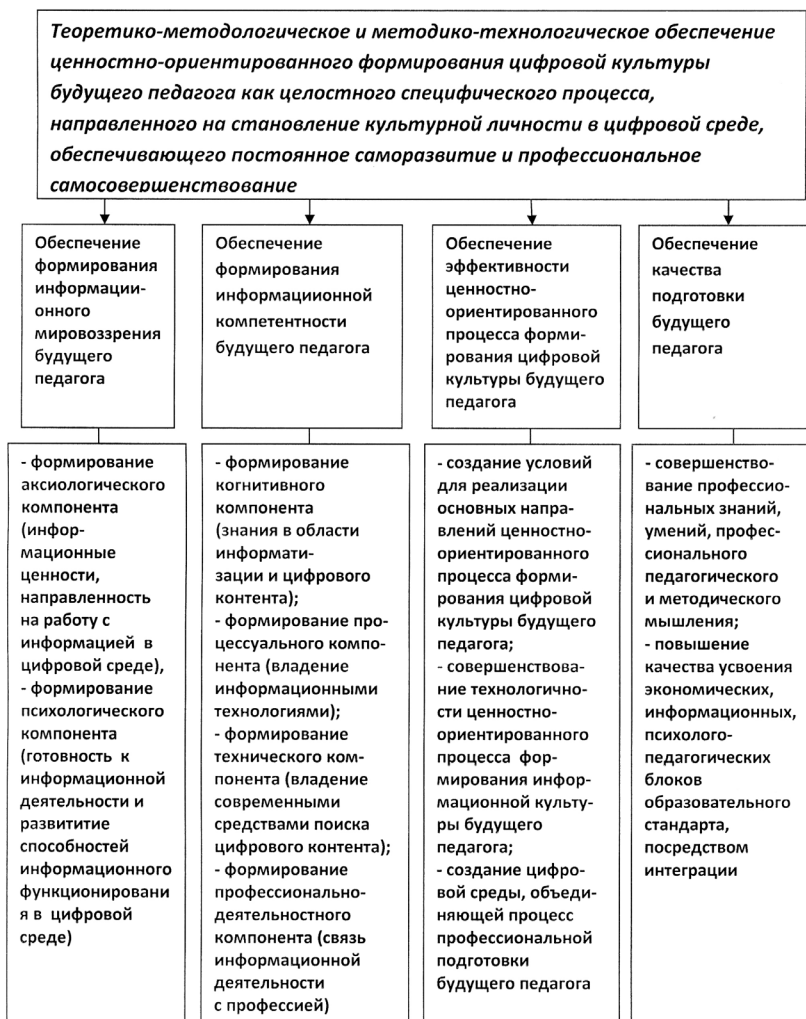 Теоретико-методологическое и методико-технологическое обеспечение
ценностно-ориентированного формирования цифровой культуры
будущего педагога как целостного специфического процесса,
направленного на становление культурной личности в цифровой среде,
обеспечивающего постоянное саморазвитие и профессиональное
самосовершенствование
Обеспечение
формирования
информации-
онного
мировоззрения
будущего
педагога
Обеспечение
формирования
информациионной
компетентности
будущего педагога
Обеспечение
эффективности
ценностно-
ориентированного
процесса форми-
рования цифровой
культуры будущего
педагога
Обеспечение
качества
подготовки
будущего
педагога
- формирование
аксиологического
компонента
(инфор-
мационные
ценности,
направленность
на работу с
информацией в
цифровой среде),
- формирование
психологического
компонента
(готовность к
информационной
деятельности и
развититие
способностей
информационного
функционировани
я в цифровой
среде)
- формирование
когнитивного
компонента
(знания в области
информати-
зации и цифрового
контента);
- формирование про-
цессуального компо-
нента (владение
информационными
технологиями);
- формирование
технического ком-
понента (владение
современными
средствами поиска
цифрового контента);
- формирование
профессионально-
деятельностного
компонента (связь
информационной
деятельности
с профессией)
- создание условий
для реализации
основных направ-
лений ценностно-
ориентированного
процесса форми-
рования цифровой
культуры будущего
педагога;
- совершенствова-
ние технологично-
сти ценностно-
ориентированного
процесса фор-
мирования инфор-
мационной культу-
ры будущего
педагога;
- создание цифро-
вой среды, объеди-
няющей процесс
профессиональной
подготовки
будущего педагога
- совершенство-
вание профессио-
нальных знаний,
умений, профес-
сионального
педагогического
и методического
мышления;
- повышение
качества усвоения
экономических,
информационных,
психолого-
педагогических
блоков
образовательного
стандарта,
посредством
интеграции